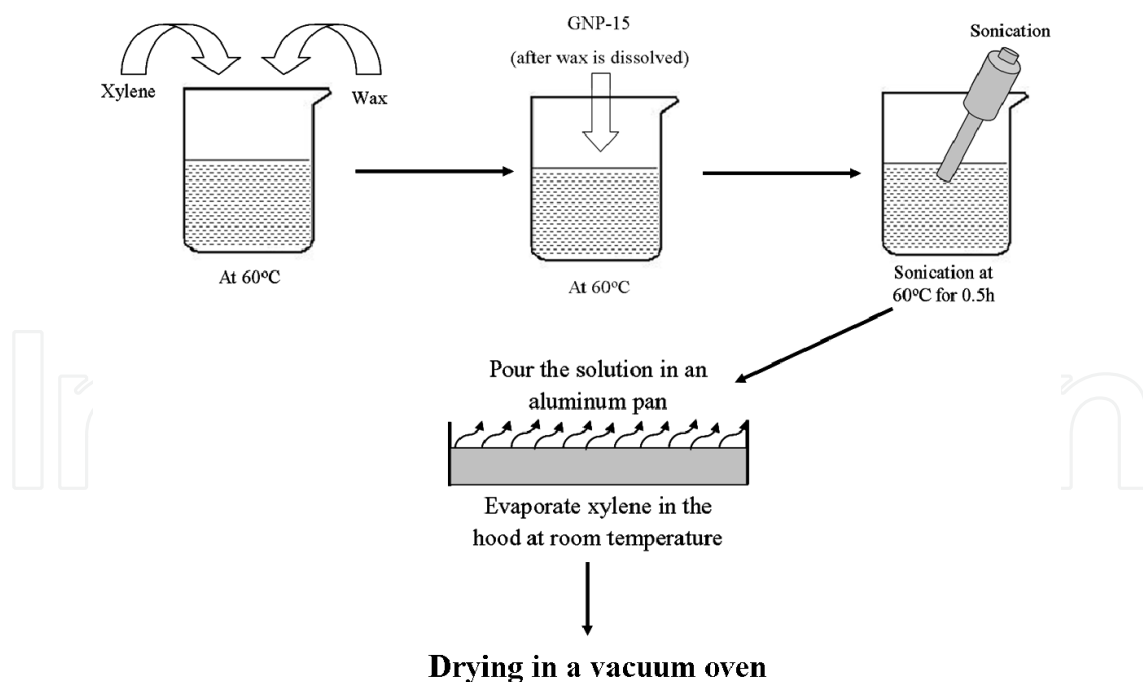 Xylene
Wax
At 60°C
GNP-15
(after wax is dissolved)
At 60°C
Sonication
Sonication at
60°C for 0.5h
Pour the solution in an
aluminum pan
Evaporate xylene in the
hood at room temperature
Drying in a vacuum oven